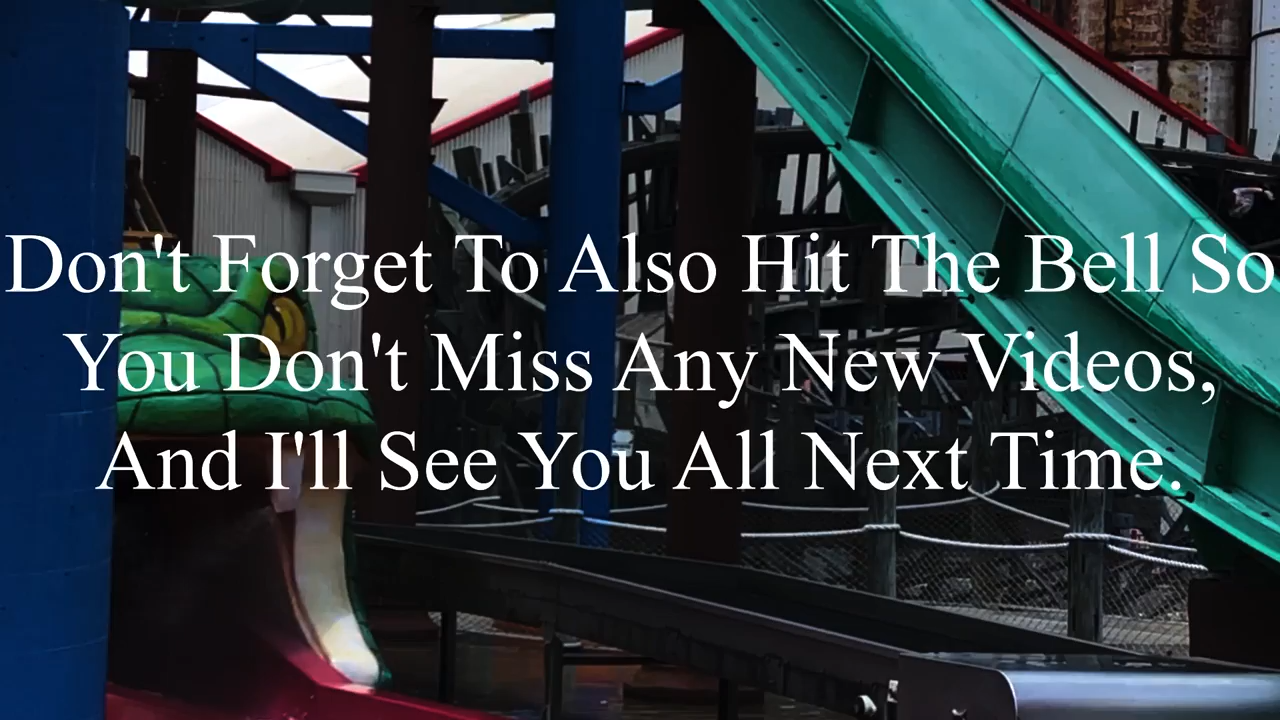 Don't Forget To Also Hit The Bell So
You Don't Miss Any New Videos,
And I'll See You All Next Time.